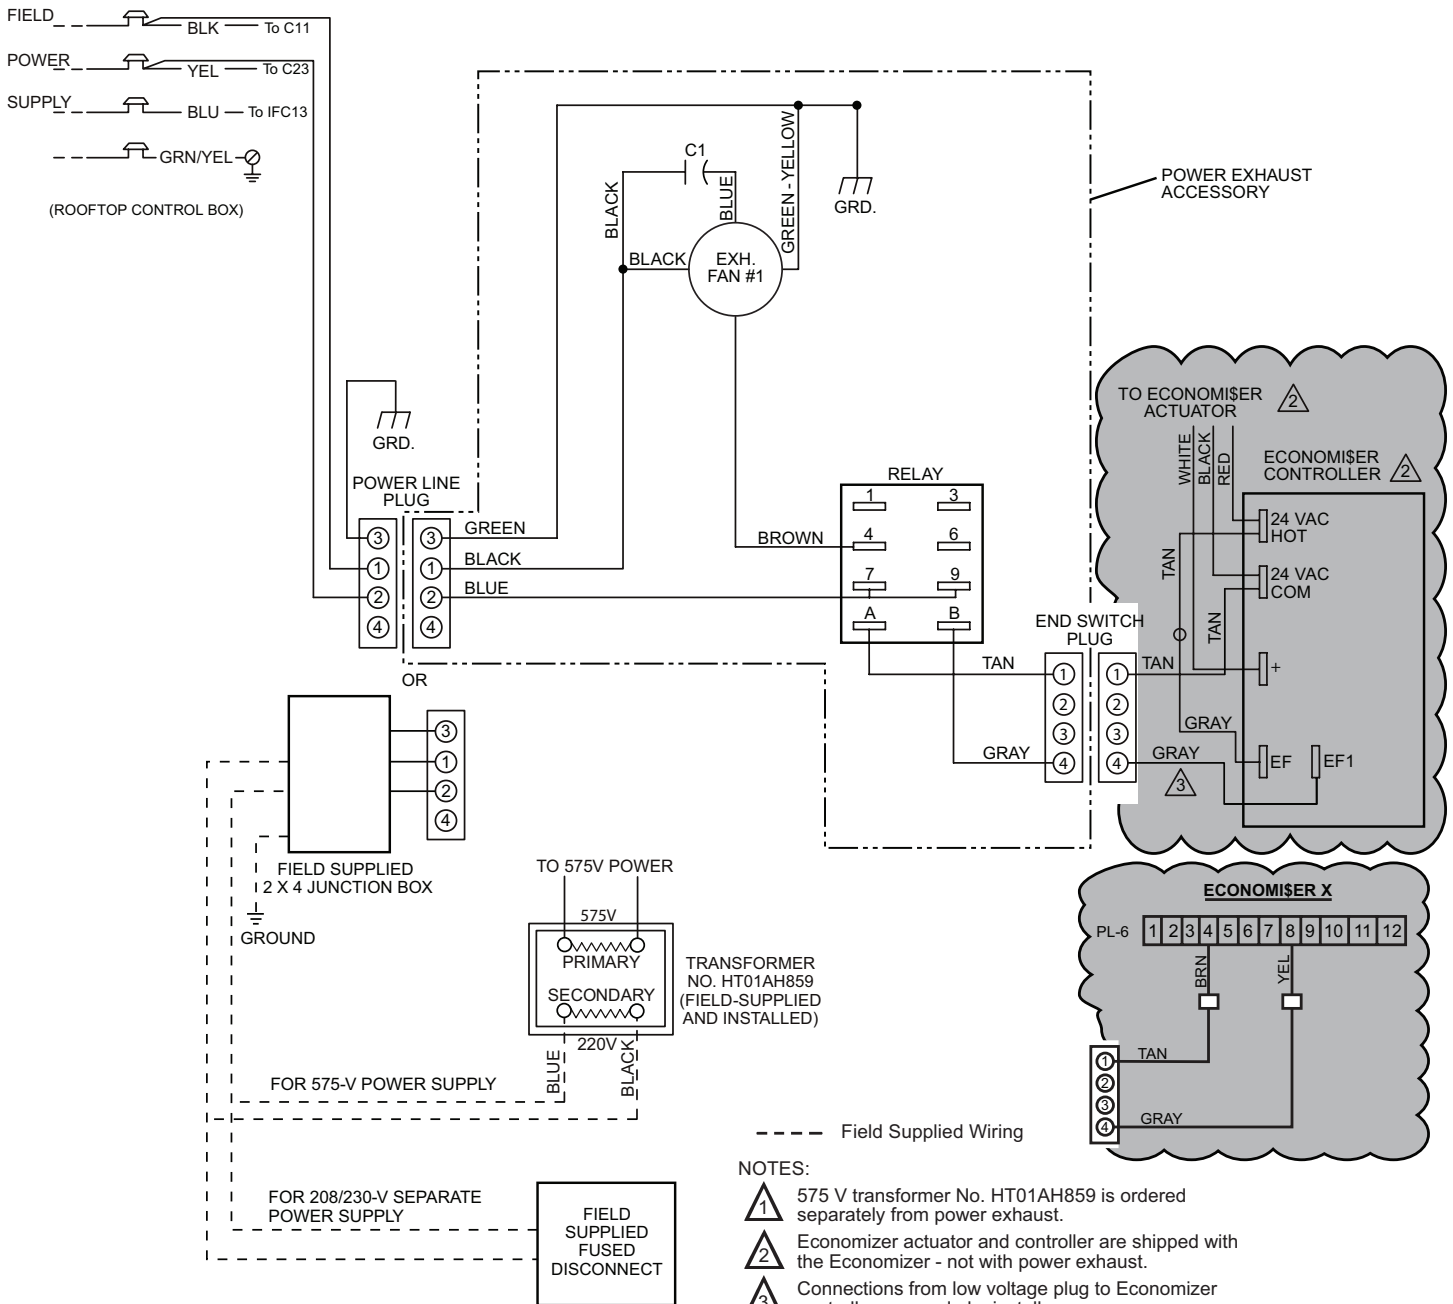 FIELD
BLK
To C11
POWER
YEL
To C23
SUPPLY
BLU
To IFC13
GRN/YEL
(ROOFTOP CONTROL BOX)
C1
BLACK
BLUE
GREEN - YELLOW
GRD.
BLACK
EXH.
FAN #1
POWER EXHAUST
ACCESSORY
GRD.
POWER LINE
PLUG
3
1
2
4
3
1
2
4
GREEN
BLACK
BLUE
BROWN
RELAY
1
3
4
6
7
9
A
B
TAN
GRAY
END SWITCH
PLUG
1
2
3
4
1
2
3
4
TAN
GRAY
3
TO ECONOMI$ER
ACTUATOR
2
WHITE
BLACK
RED
ECONOMI$ER
CONTROLLER
2
24 VAC
HOT
24 VAC
COM
TAN
TAN
+
GRAY
EF
EF1
OR
3
1
2
4
FIELD SUPPLIED
2 X 4 JUNCTION BOX
GROUND
TO 575V POWER
575V
PRIMARY
SECONDARY
220V
BLUE
BLACK
TRANSFORMER
NO. HT01AH859
(FIELD-SUPPLIED
AND INSTALLED)
FOR 575-V POWER SUPPLY
FOR 208/230-V SEPARATE
POWER SUPPLY
FIELD
SUPPLIED
FUSED
DISCONNECT
ECONOMI$ER X
PL-6
1 2 3 4 5 6 7 8 9 10 11 12
BRN
YEL
1
2
3
4
TAN
GRAY
Field Supplied Wiring
NOTES:
1
575 V transformer No. HT01AH859 is ordered
separately from power exhaust.
2
Economizer actuator and controller are shipped with
the Economizer - not with power exhaust.
3
Connections from low voltage plug to Economizer